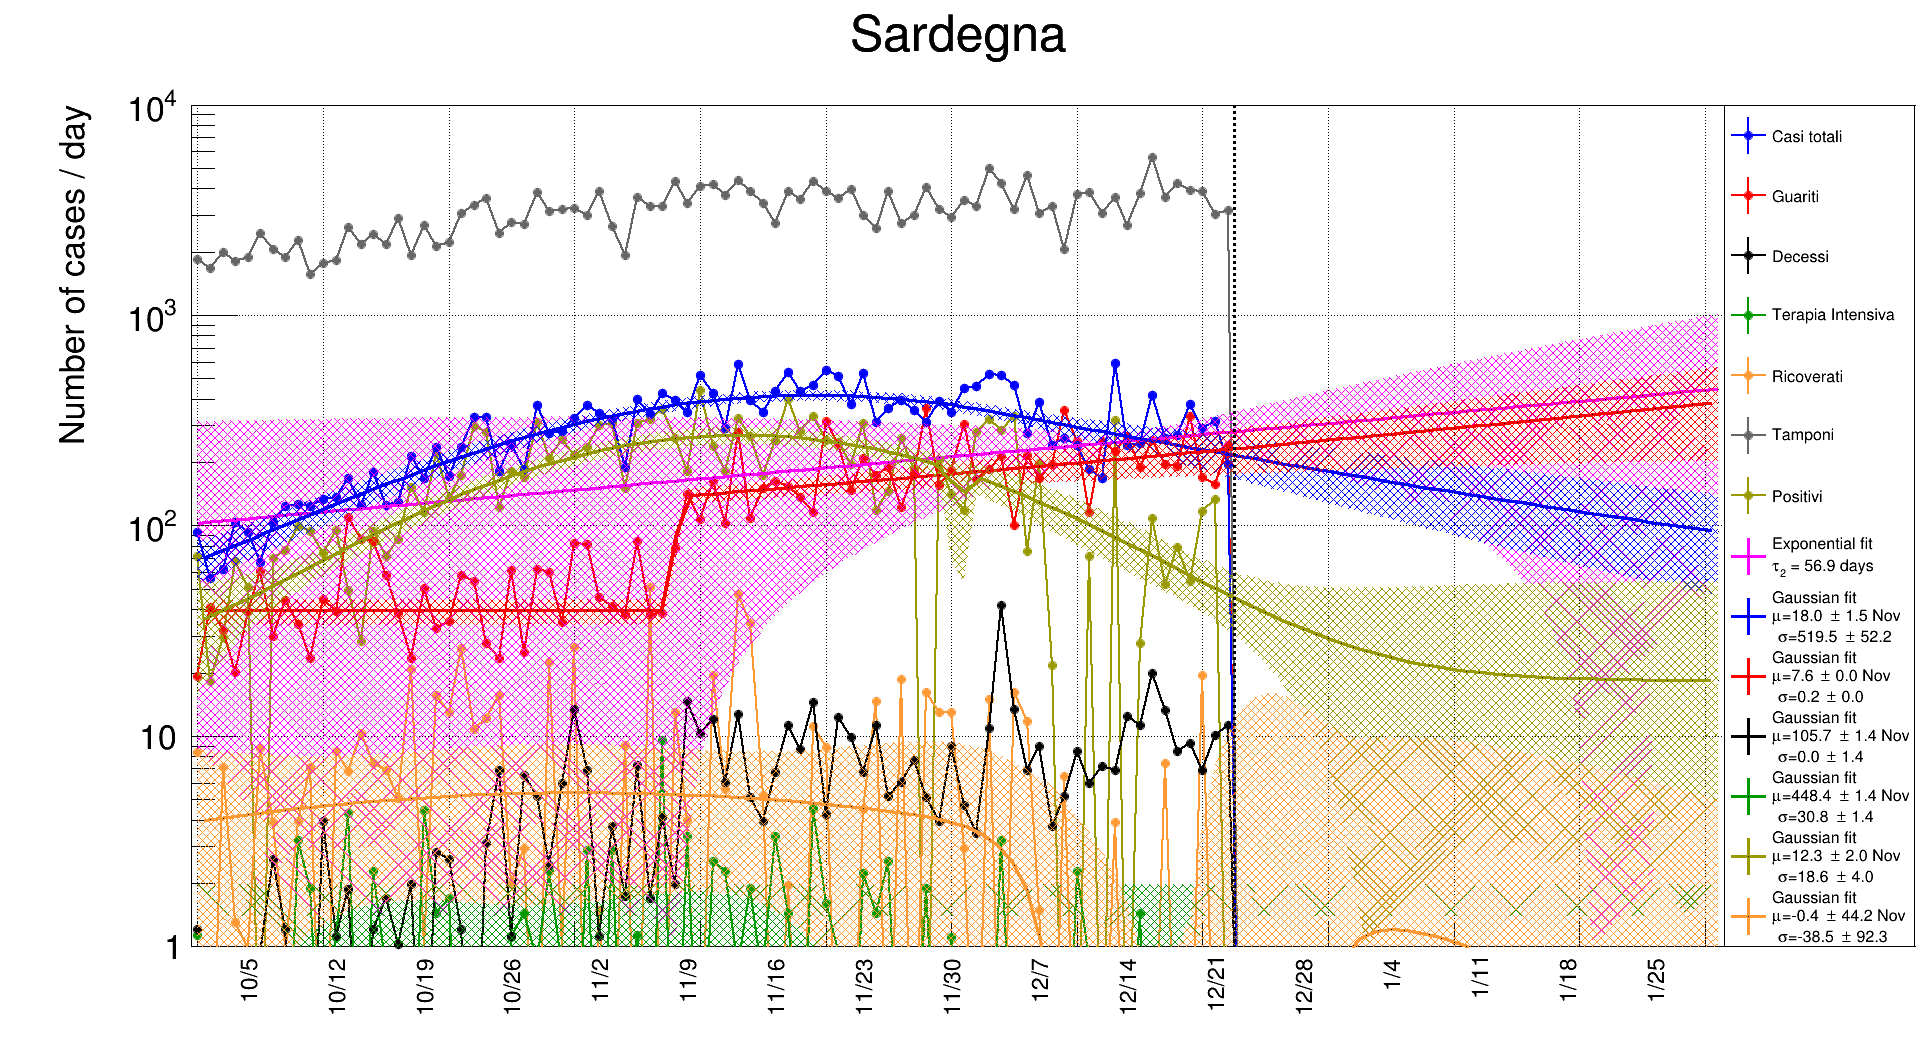 Sardegna
Number of cases / day
10^4
10^3
10^2
10
1
10/5
10/12
10/19
10/26
11/2
11/9
11/16
11/23
11/30
12/7
12/14
12/21
12/28
1/4
1/11
1/18
1/25
Casi totali
Guariti
Decessi
Terapia Intensiva
Ricoverati
Tamponi
Positivi
Exponential fit
τ₂ = 56.9 days
Gaussian fit
μ=18.0 ± 1.5 Nov
σ=519.5 ± 52.2
Gaussian fit
μ=7.6 ± 0.0 Nov
σ=0.2 ± 0.0
Gaussian fit
μ=105.7 ± 1.4 Nov
σ=0.0 ± 1.4
Gaussian fit
μ=448.4 ± 1.4 Nov
σ=30.8 ± 1.4
Gaussian fit
μ=12.3 ± 2.0 Nov
σ=18.6 ± 4.0
Gaussian fit
μ=-0.4 ± 44.2 Nov
σ=-38.5 ± 92.3